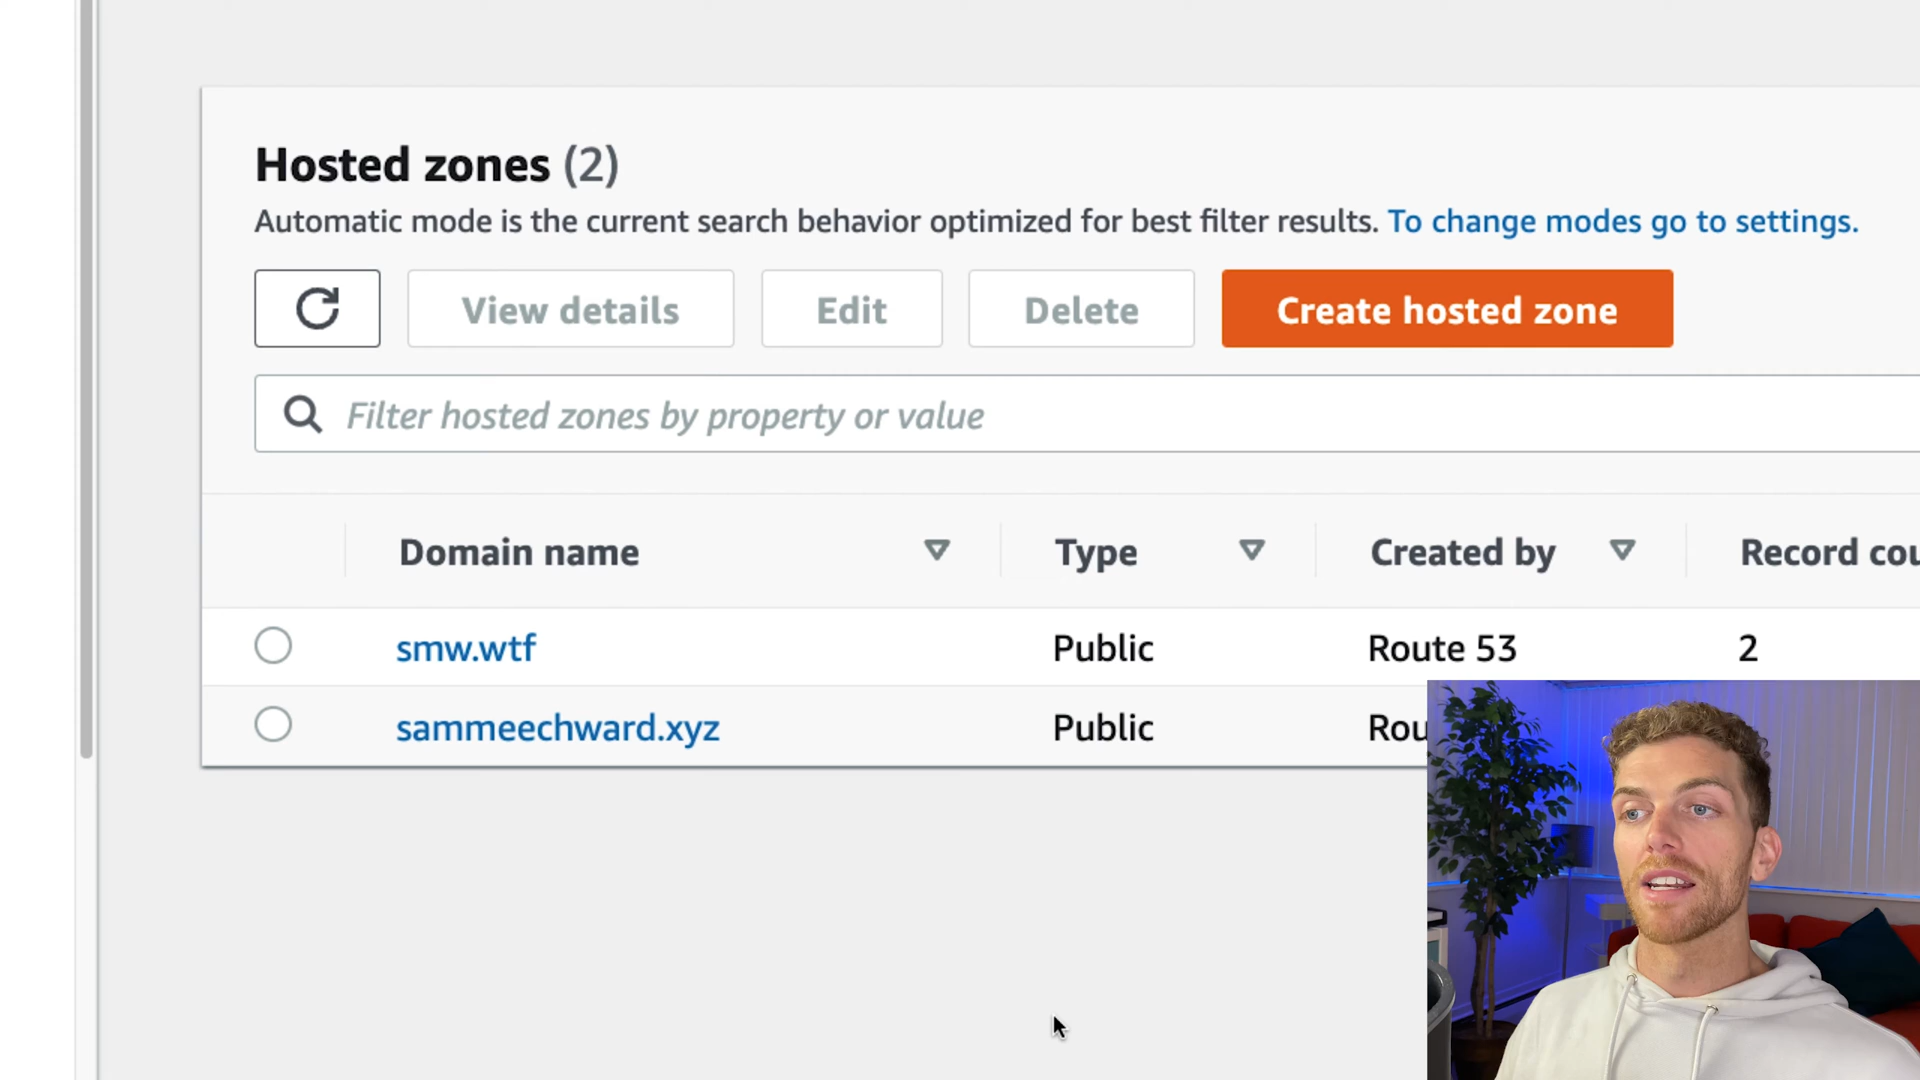 Hosted zones (2)
Automatic mode is the current search behavior optimized for best filter results. To change modes go to settings.
View details Edit Delete Create hosted zone
Filter hosted zones by property or value
Domain name Type Created by Record
smw.wtf Public Route 53 2
sammeechward.xyz Public